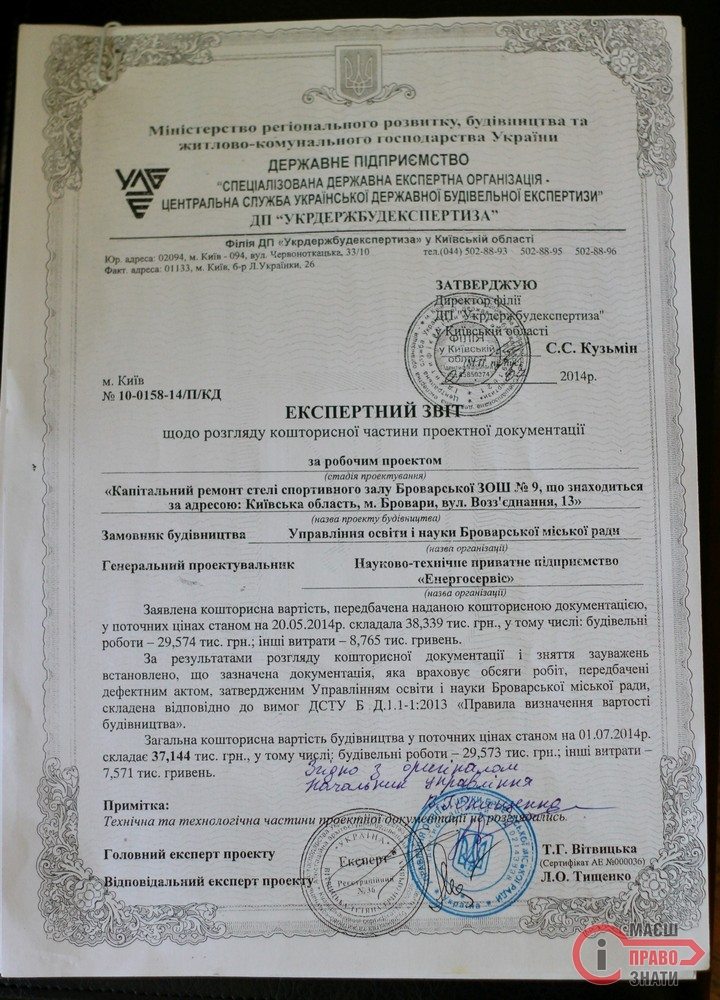 Міністерство регіонального розвитку, будівництва та
житлово-комунального господарства України
ДЕРЖАВНЕ ПІДПРИЄМСТВО
"СПЕЦІАЛІЗОВАНА ДЕРЖАВНА ЕКСПЕРТНА ОРГАНІЗАЦІЯ -
ЦЕНТРАЛЬНА СЛУЖБА УКРАЇНСЬКОЇ ДЕРЖАВНОЇ БУДІВЕЛЬНОЇ ЕКСПЕРТИЗИ"
ДП "УКРДЕРЖБУДЕКСПЕРТИЗА"
Філія ДП «Укрдержбудекспертиза» у Київській області
Юр. адреса: 02094, м. Київ - 094, вул. Червоноткацька, 33/10 тел.(044) 502-88-93 502-88-95 502-88-96
Факт. адреса: 01133, м. Київ, б-р Л.Українки, 26
ЗАТВЕРДЖУЮ
Директор філії
ДП "Укрдержбудекспертиза"
у Київській області
ФІЛІЯ
у Київській
області
С.С. Кузьмін
2014р.
м. Київ
№ 10-0158-14/П/КД
ЕКСПЕРТНИЙ ЗВІТ
щодо розгляду кошторисної частини проектної документації
за робочим проектом
(стадія проектування)
«Капітальний ремонт стелі спортивного залу Броварської ЗОШ № 9, що знаходиться
за адресою: Київська область, м. Бровари, вул. Возз'єднання, 13»
(назва проекту будівництва)
Замовник будівництва Управління освіти і науки Броварської міської ради
(назва організації)
Генеральний проектувальник Науково-технічне приватне підприємство
«Енергосервіс»
(назва організації)
Заявлена кошторисна вартість, передбачена наданою кошторисною документацією,
у поточних цінах станом на 20.05.2014р. складала 38,339 тис. грн., у тому числі: будівельні
роботи – 29,574 тис. грн.; інші витрати – 8,765 тис. гривень.
За результатами розгляду кошторисної документації і зняття зауважень
встановлено, що зазначена документація, яка враховує обсяги робіт, передбачені
дефектним актом, затвердженим Управлінням освіти і науки Броварської міської ради,
складена відповідно до вимог ДСТУ Б Д.1.1-1:2013 «Правила визначення вартості
будівництва».
Загальна кошторисна вартість будівництва у поточних цінах станом на 01.07.2014р.
складає 37,144 тис. грн., у тому числі: будівельні роботи – 29,573 тис. грн.; інші витрати –
7,571 тис. гривень.
Згідно з оригіналом
начальник управління
Примітка:
Технічна та технологічна частини проектної документації не розглядались.
Головний експерт проекту Т.Г. Вітвицька
(Сертифікат АЕ №000036)
Відповідальний експерт проекту Л.О. Тищенко
УКРАЇНА
Експерт
Реєстраційний
№36
Україна
МАЄШ
ПРАВО
ЗНАТИ